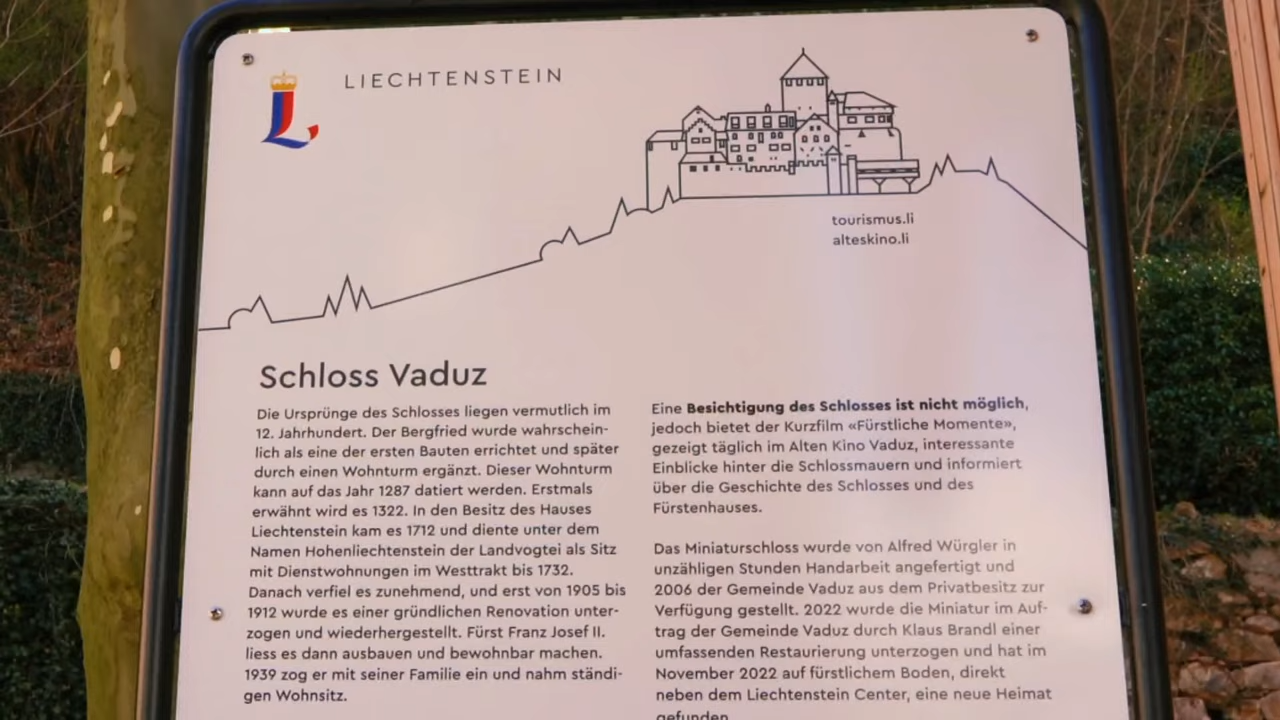 LIECHTENSTEIN
tourismus.li
alteskino.li
Schloss Vaduz
Die Ursprünge des Schlosses liegen vermutlich im
12. Jahrhundert. Der Bergfried wurde wahrschein-
lich als eine der ersten Bauten errichtet und später
durch einen Wohnturm ergänzt. Dieser Wohnturm
kann auf das Jahr 1287 datiert werden. Erstmals
erwähnt wird es 1322. In den Besitz des Hauses
Liechtenstein kam es 1712 und diente unter dem
Namen Hohenliechtenstein der Landvogtei als Sitz
mit Dienstwohnungen im Westtrakt bis 1732.
Danach verfiel es zunehmend, und erst von 1905 bis
1912 wurde es einer gründlichen Renovation unter-
zogen und wiederhergestellt. Fürst Franz Josef II.
liess es dann ausbauen und bewohnbar machen.
1939 zog er mit seiner Familie ein und nahm ständi-
gen Wohnsitz.
Eine Besichtigung des Schlosses ist nicht möglich,
jedoch bietet der Kurzfilm «Fürstliche Momente»,
gezeigt täglich im Alten Kino Vaduz, interessante
Einblicke hinter die Schlossmauern und informiert
über die Geschichte des Schlosses und des
Fürstenhauses.
Das Miniaturschloss wurde von Alfred Würgler in
unzähligen Stunden Handarbeit angefertigt und
2006 der Gemeinde Vaduz aus dem Privatbesitz zur
Verfügung gestellt. 2022 wurde die Miniatur im Auf-
trag der Gemeinde Vaduz durch Klaus Brandl einer
umfassenden Restaurierung unterzogen und hat im
November 2022 auf fürstlichem Boden, direkt
neben dem Liechtenstein Center, eine neue Heimat
gefunden